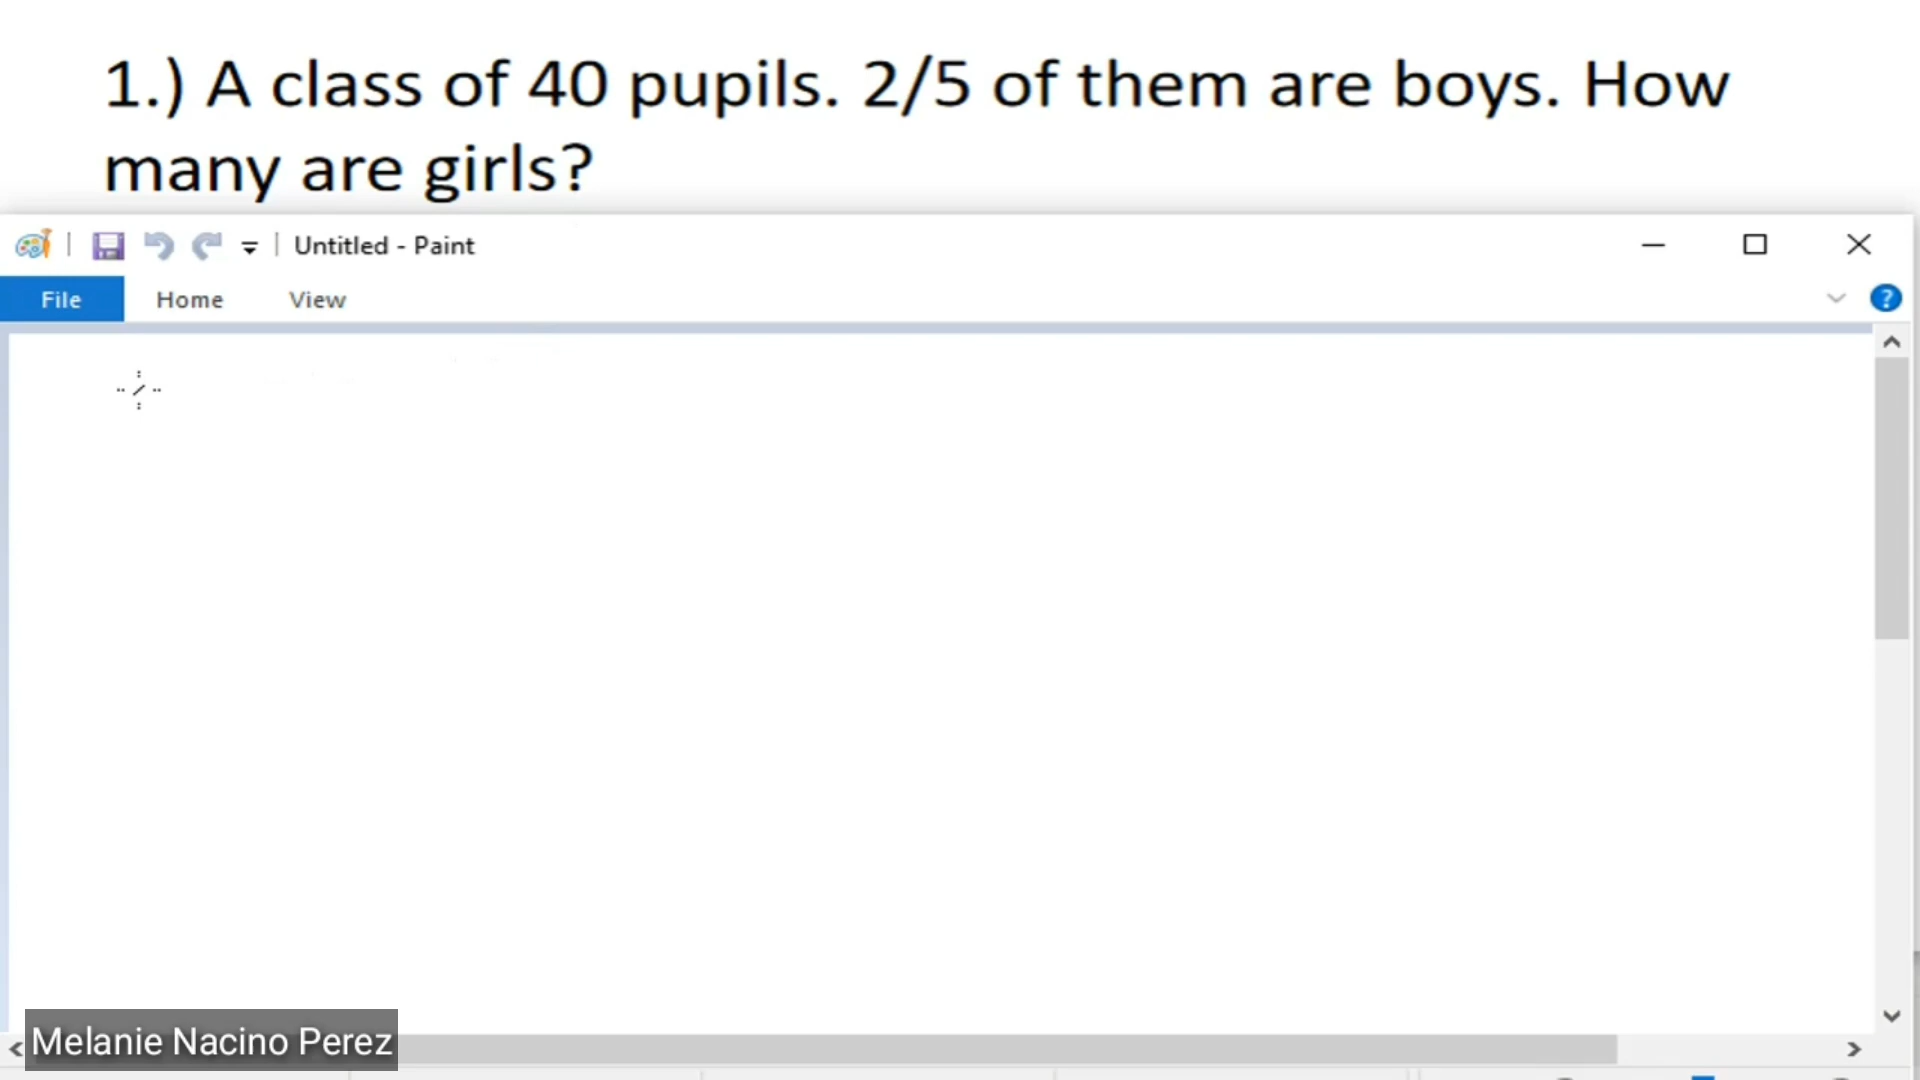 1.) A class of 40 pupils. 2/5 of them are boys. How
many are girls?
Untitled - Paint
File Home View
Melanie Nacino Perez